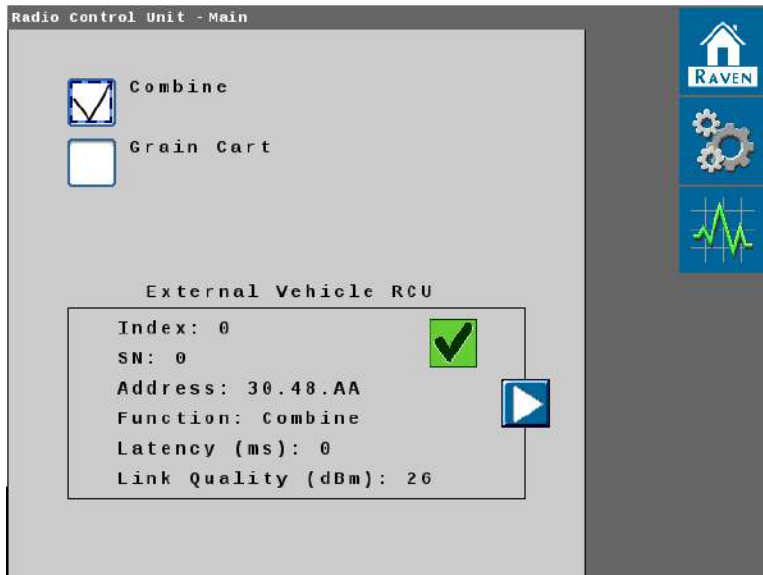 Radio Control Unit - Main
RAVEN
Combine
Grain Cart
External Vehicle RCU
Index: 0
SN: 0
Address: 30.48.AA
Function: Combine
Latency (ms): 0
Link Quality (dBm): 26